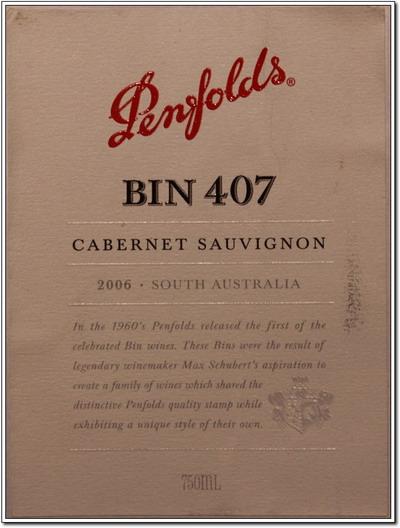 Penfolds®
BIN 407
CABERNET SAUVIGNON
2006 · SOUTH AUSTRALIA
In the 1960's Penfolds released the first of the
celebrated Bin wines. These Bins were the result of
legendary winemaker Max Schubert's aspiration to
create a family of wines which shared the
distinctive Penfolds quality stamp while
exhibiting a unique style of their own.
750ML